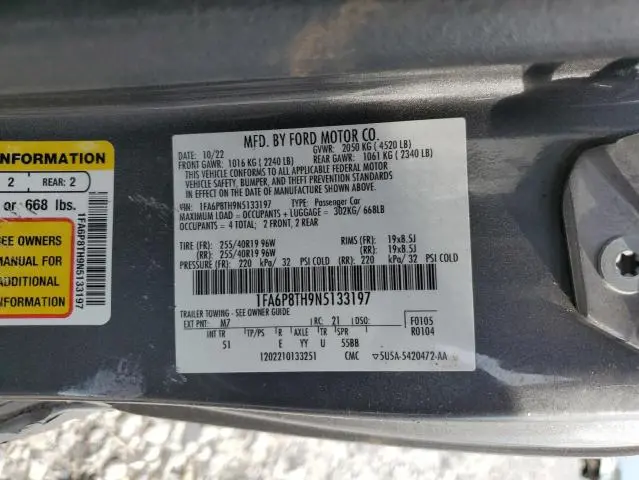 INFORMATION
2 REAR: 2
or 668 lbs.
SEE OWNERS
MANUAL FOR
ADDITIONAL
INFORMATION
1FA6P8TH9N5133197
MFD. BY FORD MOTOR CO.
DATE: 10/22 GVWR: 2050 KG ( 4520 LB)
FRONT GAWR: 1016 KG ( 2240 LB) REAR GAWR: 1061 KG ( 2340 LB)
THIS VEHICLE CONFORMS TO ALL APPLICABLE FEDERAL MOTOR
VEHICLE SAFETY, BUMPER, AND THEFT PREVENTION STANDARDS
IN EFFECT ON THE DATE OF MANUFACTURE SHOWN ABOVE.
VIN: 1FA6P8TH9N5133197 TYPE: Passenger Car
MAXIMUM LOAD = OCCUPANTS + LUGGAGE = 302KG/ 668LB
OCCUPANTS = 4 TOTAL; 2 FRONT, 2 REAR
TIRE (FR): 255/40R19 96W RIMS (FR): 19x8.5J
(RR): 255/40R19 96W (RR): 19x8.5J
PRESSURE (FR): 220 kPa/ 32 PSI COLD (RR): 220 kPa/ 32 PSI COLD
1FA6P8TH9N5133197
TRAILER TOWING - SEE OWNER GUIDE
EXT PNT: M7 RC: 21 DSO: F0105
R0104
INT TR TP/PS R AXLE TR SPR
51 E YY U 55BB
1202210133251 CMC ▽5U5A-5420472-AA